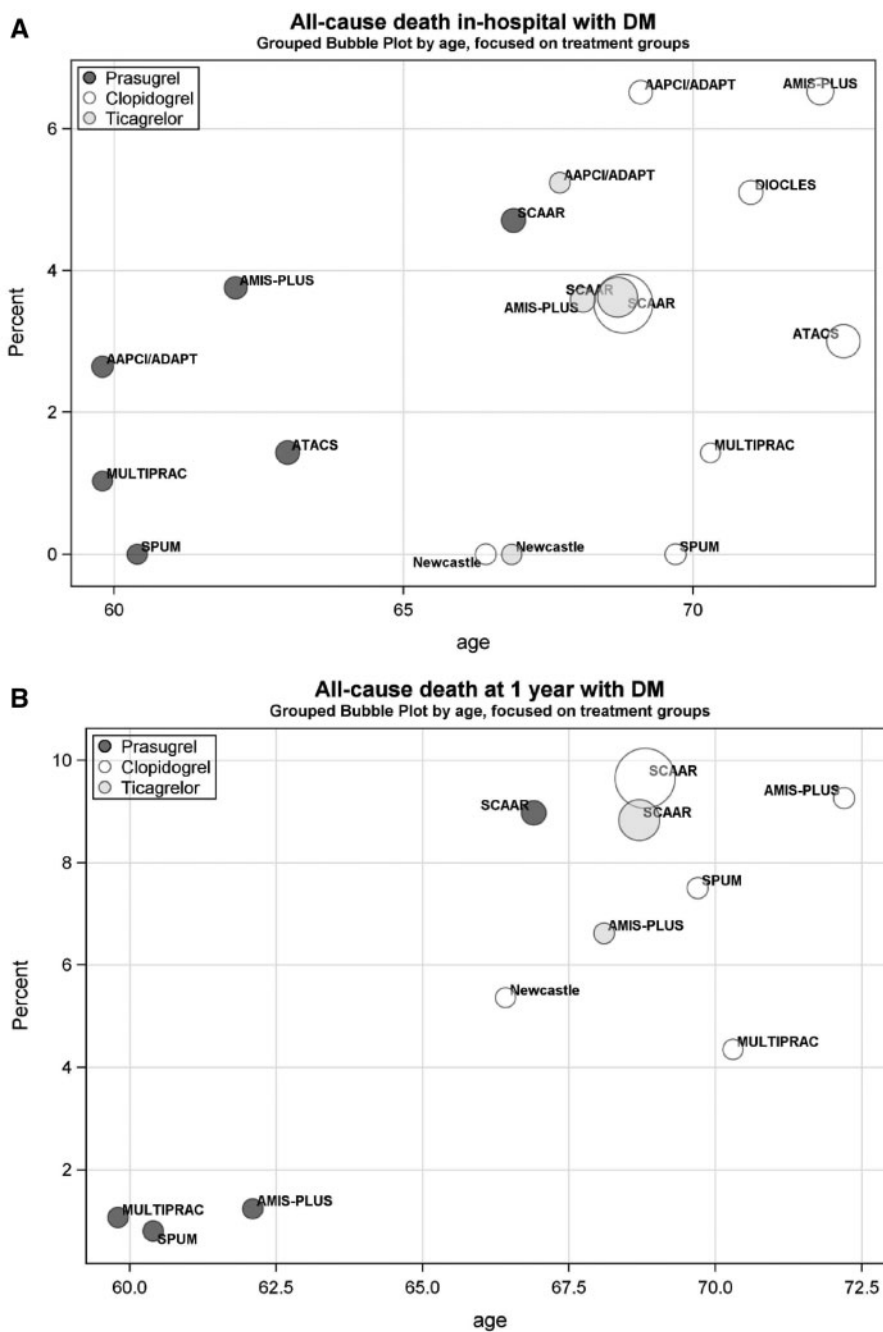 A
All-cause death in-hospital with DM
Grouped Bubble Plot by age, focused on treatment groups
Prasugrel
Clopidogrel
Ticagrelor
AAPCI/ADAPT
AMIS-PLUS
AAPCI/ADAPT
DIOCLES
SCAAR
AMIS-PLUS
SCAAR
SCAAR
AMIS-PLUS
ATACS
AAPCI/ADAPT
ATACS
MULTIPRAC
MULTIPRAC
SPUM
Newcastle
Newcastle
SPUM
6
4
2
0
Percent
60
65
70
age
B
All-cause death at 1 year with DM
Grouped Bubble Plot by age, focused on treatment groups
Prasugrel
Clopidogrel
Ticagrelor
SCAAR
SCAAR
AMIS-PLUS
SCAAR
SPUM
AMIS-PLUS
Newcastle
MULTIPRAC
MULTIPRAC
AMIS-PLUS
SPUM
10
8
6
4
2
Percent
60.0
62.5
65.0
67.5
70.0
72.5
age